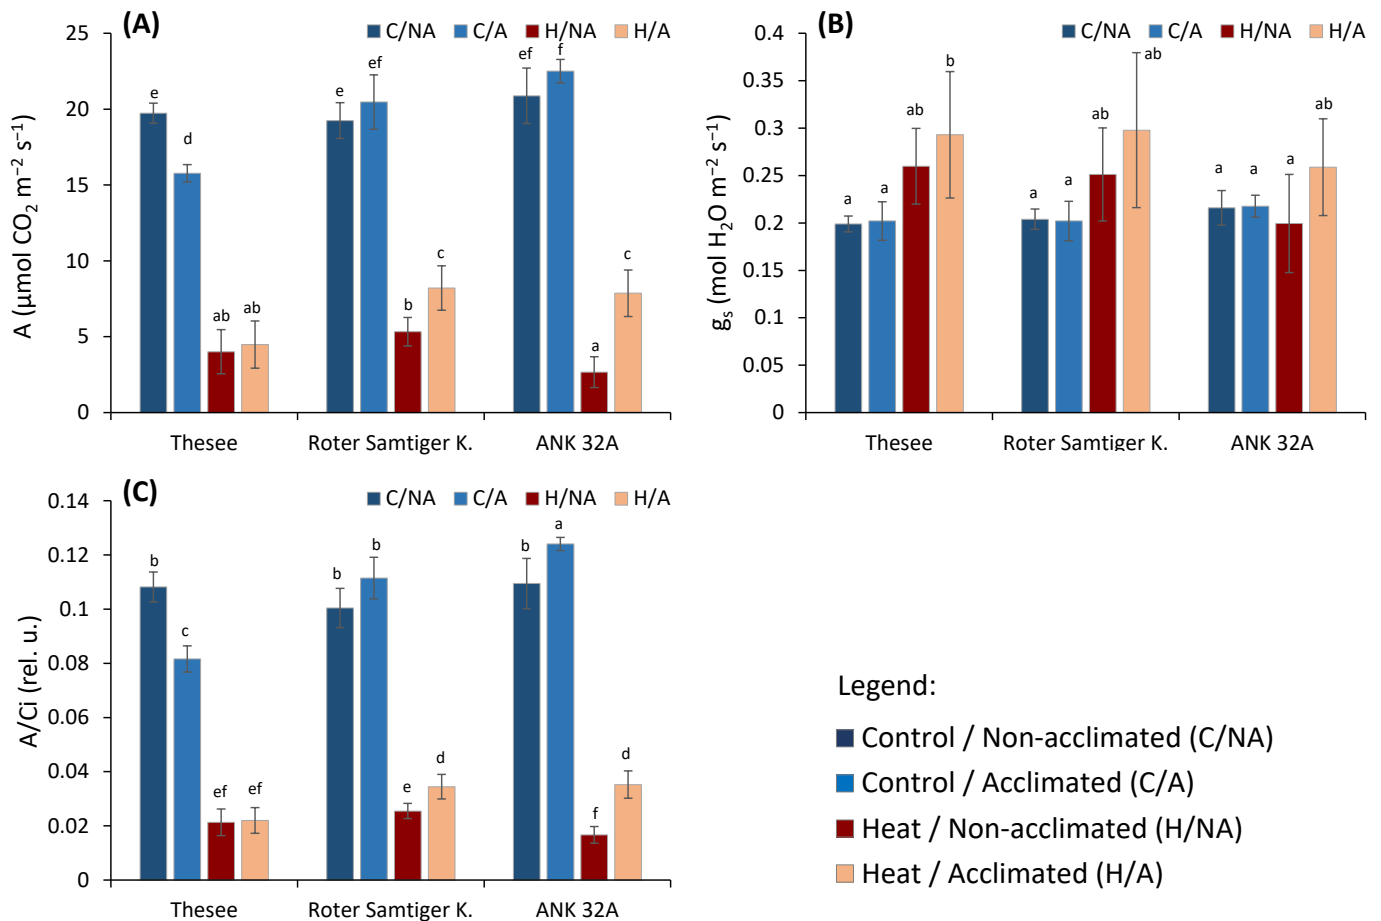 (A)
C/NA C/A H/NA H/A
A (µmol CO₂ m⁻² s⁻¹)
25
20
15
10
5
0
e d ab ab
e ef b c
ef f a c
Thesee Roter Samtiger K. ANK 32A
(B)
C/NA C/A H/NA H/A
gₛ (mol H₂O m⁻² s⁻¹)
0.4
0.35
0.3
0.25
0.2
0.15
0.1
0.05
0
a a ab b
a a ab ab
a a a ab
Thesee Roter Samtiger K. ANK 32A
(C)
C/NA C/A H/NA H/A
A/Ci (rel. u.)
0.14
0.12
0.1
0.08
0.06
0.04
0.02
0
b c ef ef
b b e d
b a f d
Thesee Roter Samtiger K. ANK 32A
Legend:
Control / Non-acclimated (C/NA)
Control / Acclimated (C/A)
Heat / Non-acclimated (H/NA)
Heat / Acclimated (H/A)